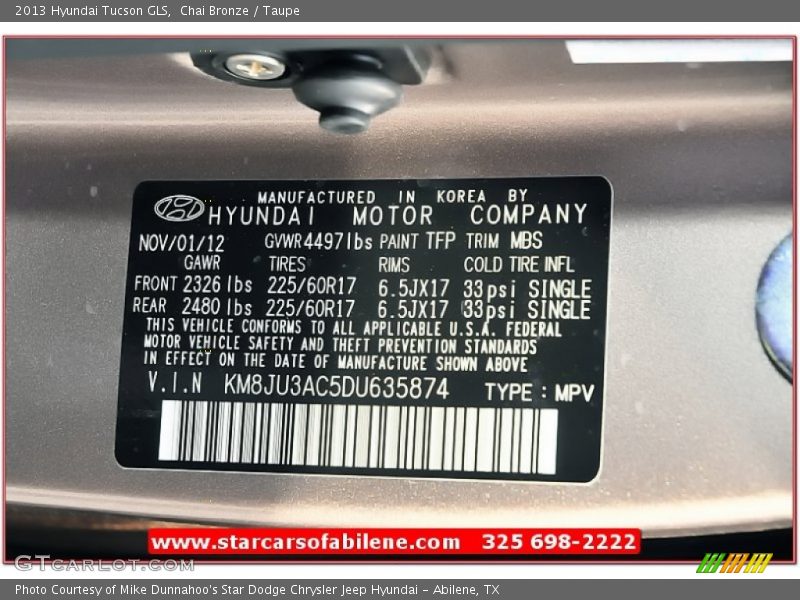 2013 Hyundai Tucson GLS,  Chai Bronze / Taupe
MANUFACTURED IN KOREA BY
HYUNDAI MOTOR COMPANY
NOV/01/12 GVWR 4497lbs PAINT TFP TRIM MBS
GAWR TIRES RIMS COLD TIRE INFL
FRONT 2326 lbs 225/60R17 6.5JX17 33psi SINGLE
REAR 2480 lbs 225/60R17 6.5JX17 33psi SINGLE
THIS VEHICLE CONFORMS TO ALL APPLICABLE U.S.A. FEDERAL
MOTOR VEHICLE SAFETY AND THEFT PREVENTION STANDARDS
IN EFFECT ON THE DATE OF MANUFACTURE SHOWN ABOVE
V.I.N KM8JU3AC5DU635874 TYPE : MPV
www.starcarsofabilene.com 325 698-2222
GTcarlot.com
Photo Courtesy of Mike Dunnahoo's Star Dodge Chrysler Jeep Hyundai - Abilene, TX